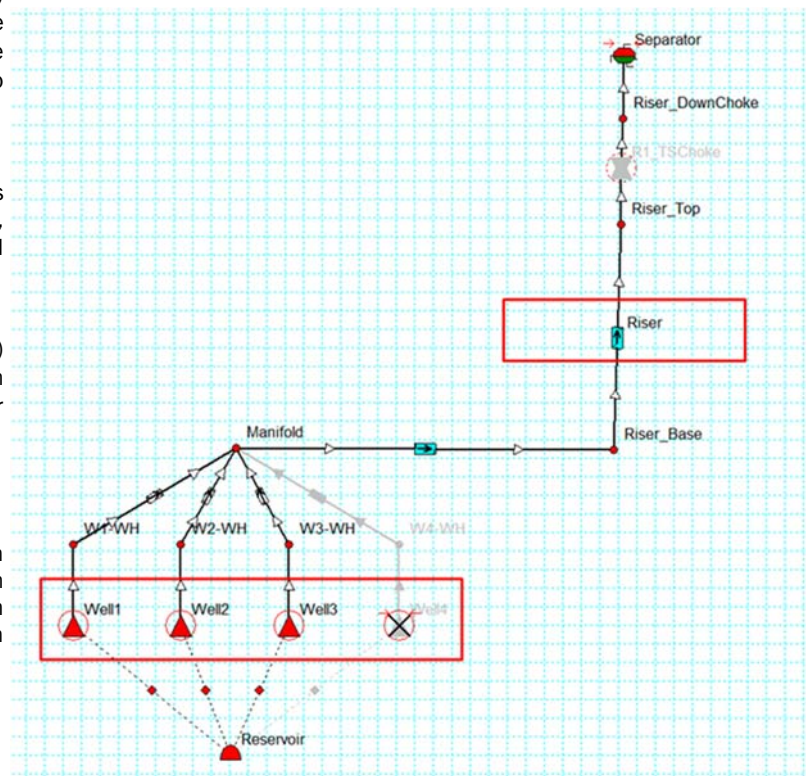 Separator
Riser_DownChoke
R1_TSChoke
Riser_Top
Riser
Manifold
Riser_Base
W1-WH
W2-WH
W3-WH
W4-WH
Well1
Well2
Well3
Well4
Reservoir